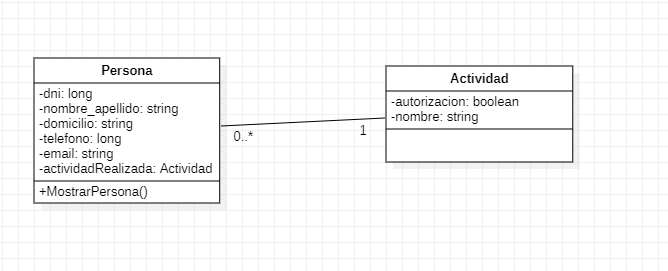 Persona
-dni: long
-nombre_apellido: string
-domicilio: string
-telefono: long
-email: string
-actividadRealizada: Actividad
+MostrarPersona()
0..*
1
Actividad
-autorizacion: boolean
-nombre: string